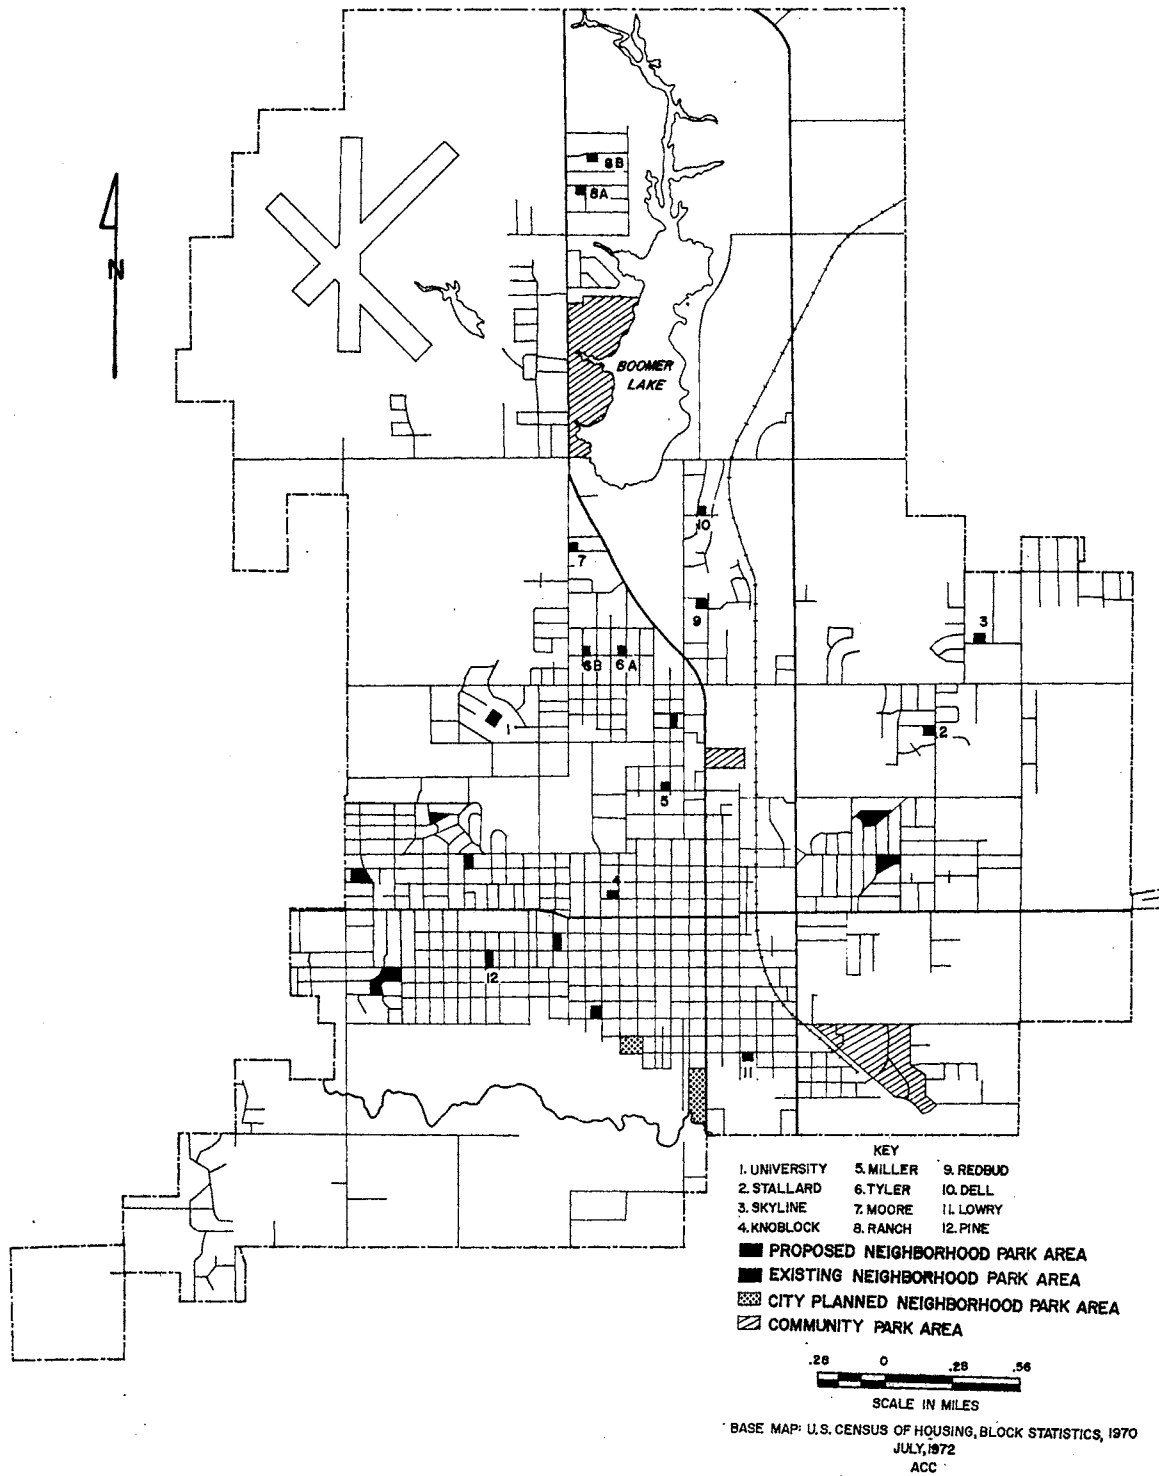 8B
8A
N
BOOMER
LAKE
10
7
9
3
6B
6A
1
2
5
4
12
11
KEY
1. UNIVERSITY 5. MILLER 9. REDBUD
2. STALLARD 6. TYLER 10. DELL
3. SKYLINE 7. MOORE 11. LOWRY
4. KNOBLOCK 8. RANCH 12. PINE
PROPOSED NEIGHBORHOOD PARK AREA
EXISTING NEIGHBORHOOD PARK AREA
CITY PLANNED NEIGHBORHOOD PARK AREA
COMMUNITY PARK AREA
.28 0 .28 .56
SCALE IN MILES
BASE MAP: U.S. CENSUS OF HOUSING, BLOCK STATISTICS, 1970
JULY, 1972
ACC